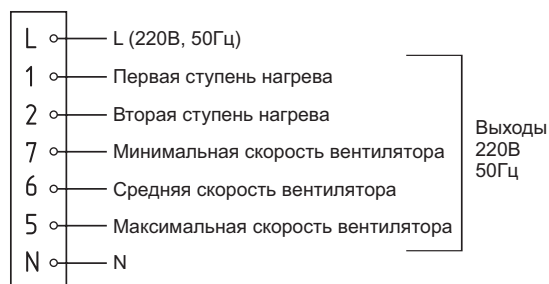 L L (220В, 50Гц)
1 Первая ступень нагрева
2 Вторая ступень нагрева
7 Минимальная скорость вентилятора
6 Средняя скорость вентилятора
5 Максимальная скорость вентилятора
N N
Выходы
220В
50Гц